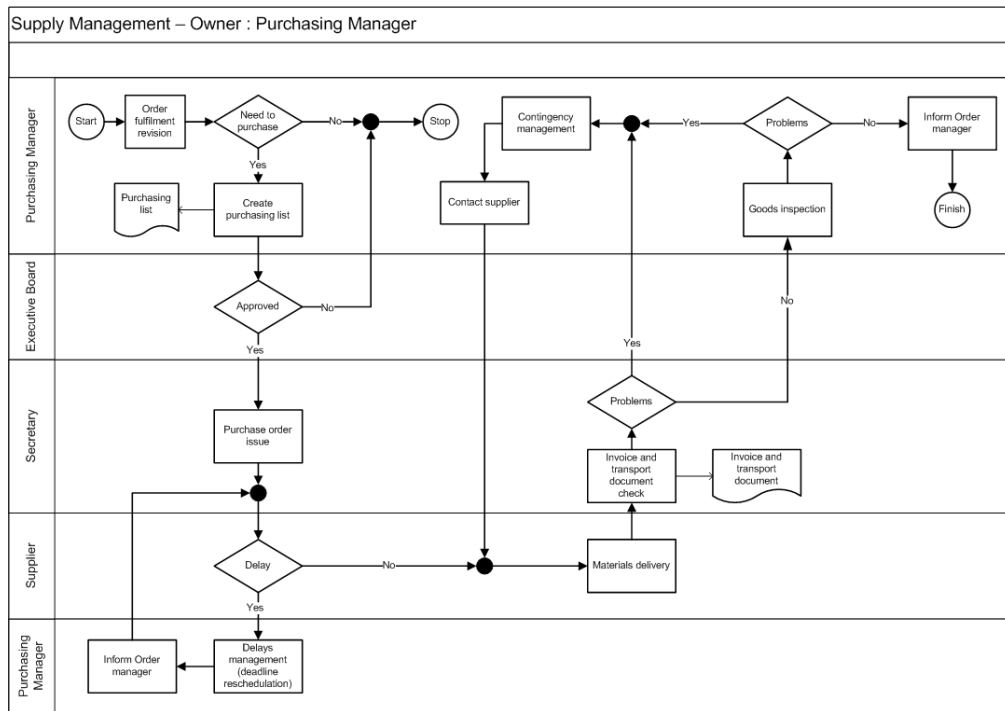 Supply Management – Owner : Purchasing Manager
Purchasing Manager
Start
Order
fulfilment
revision
Need to
purchase
No
Stop
Yes
Purchasing
list
Create
purchasing list
Contingency
management
Contact supplier
Yes
Problems
No
Inform Order
manager
Goods inspection
Finish
Executive Board
Approved
No
Yes
Yes
No
Secretary
Purchase order
issue
Problems
Invoice and
transport
document
check
Invoice and
transport
document
Supplier
Delay
No
Materials delivery
Yes
Purchasing
Manager
Inform Order
manager
Delays
management
(deadline
reschedulation)